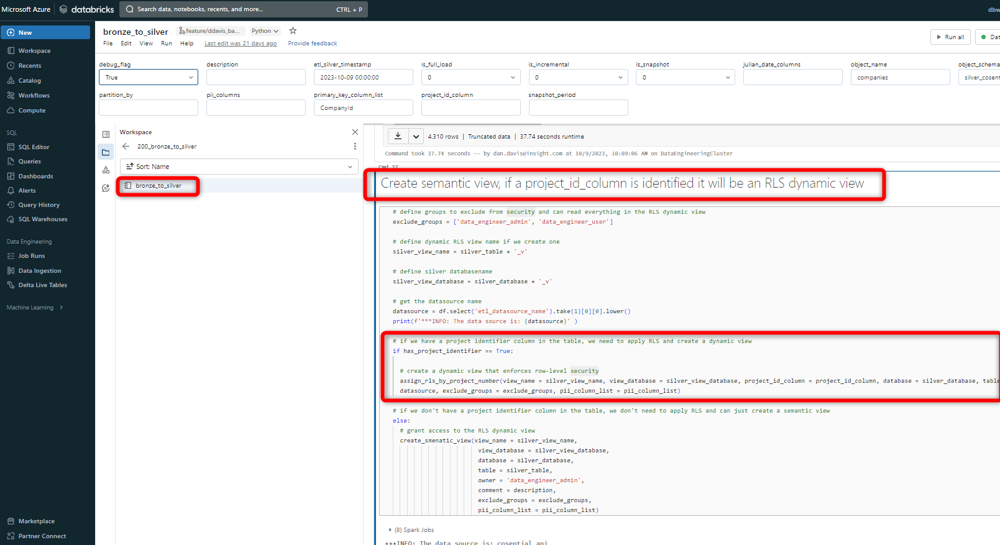 Microsoft Azure
databricks
Search data, notebooks, recents, and more...
CTRL + P
dbw
New
Workspace
Recents
Catalog
Workflows
Compute
SQL
SQL Editor
Queries
Dashboards
Alerts
Query History
SQL Warehouses
Data Engineering
Job Runs
Data Ingestion
Delta Live Tables
Machine Learning
Marketplace
Partner Connect
bronze_to_silver
feature/ddavis_ba...
Python
File Edit View Run Help Last edit was 21 days ago Provide feedback
Run all
Dat
debug_flag
True
description
etl_silver_timestamp
2023-10-09 00:00:00
is_full_load
0
is_incremental
0
is_snapshot
0
julian_date_columns
object_name
companies
object_schema
silver_cosent
partition_by
pii_columns
primary_key_column_list
CompanyId
project_id_column
snapshot_period
Workspace
200_bronze_to_silver
Sort: Name
bronze_to_silver
4,310 rows | Truncated data | 37.74 seconds runtime
Command took 37.74 seconds -- by dan.davis@insight.com at 10/9/2023, 10:09:06 AM on DataEngineeringCluster
Cmd 27
Create semantic view, if a project_id_column is identified it will be an RLS dynamic view
# define groups to exclude from security and can read everything in the RLS dynamic view
exclude_groups = ['data_engineer_admin', 'data_engineer_user']
# define dynamic RLS view name if we create one
silver_view_name = silver_table + '_v'
# define silver databasename
silver_view_database = silver_database + '_v'
# get the datasource name
datasource = df.select('etl_datasource_name').take(1)[0][0].lower()
print(f'***INFO: The data source is: {datasource}' )
# if we have a project identifier column in the table, we need to apply RLS and create a dynamic view
if has_project_identifier == True:
# create a dynamic view that enforces row-level security
assign_rls_by_project_number(view_name = silver_view_name, view_database = silver_view_database, project_id_column = project_id_column, database = silver_database, table
datasource, exclude_groups = exclude_groups, pii_column_list = pii_column_list)
# if we don't have a project identifier column in the table, we don't need to apply RLS and can just create a semantic view
else:
# grant access to the RLS dynamic view
create_smenatic_view(view_name = silver_view_name,
view_database = silver_view_database,
database = silver_database,
table = silver_table,
owner = 'data_engineer_admin',
comment = description,
exclude_groups = exclude_groups,
pii_column_list = pii_column_list)
(8) Spark Jobs
***INFO: The data source is: cosential_api